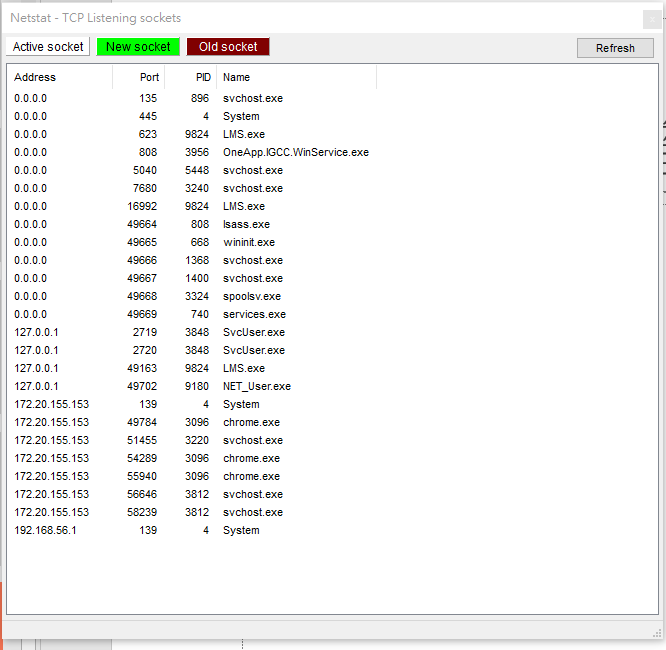 Netstat - TCP Listening sockets
Active socket New socket Old socket Refresh
Address Port PID Name
0.0.0.0 135 896 svchost.exe
0.0.0.0 445 4 System
0.0.0.0 623 9824 LMS.exe
0.0.0.0 808 3956 OneApp.IGCC.WinService.exe
0.0.0.0 5040 5448 svchost.exe
0.0.0.0 7680 3240 svchost.exe
0.0.0.0 16992 9824 LMS.exe
0.0.0.0 49664 808 lsass.exe
0.0.0.0 49665 668 wininit.exe
0.0.0.0 49666 1368 svchost.exe
0.0.0.0 49667 1400 svchost.exe
0.0.0.0 49668 3324 spoolsv.exe
0.0.0.0 49669 740 services.exe
127.0.0.1 2719 3848 SvcUser.exe
127.0.0.1 2720 3848 SvcUser.exe
127.0.0.1 49163 9824 LMS.exe
127.0.0.1 49702 9180 NET_User.exe
172.20.155.153 139 4 System
172.20.155.153 49784 3096 chrome.exe
172.20.155.153 51455 3220 svchost.exe
172.20.155.153 54289 3096 chrome.exe
172.20.155.153 55940 3096 chrome.exe
172.20.155.153 56646 3812 svchost.exe
172.20.155.153 58239 3812 svchost.exe
192.168.56.1 139 4 System